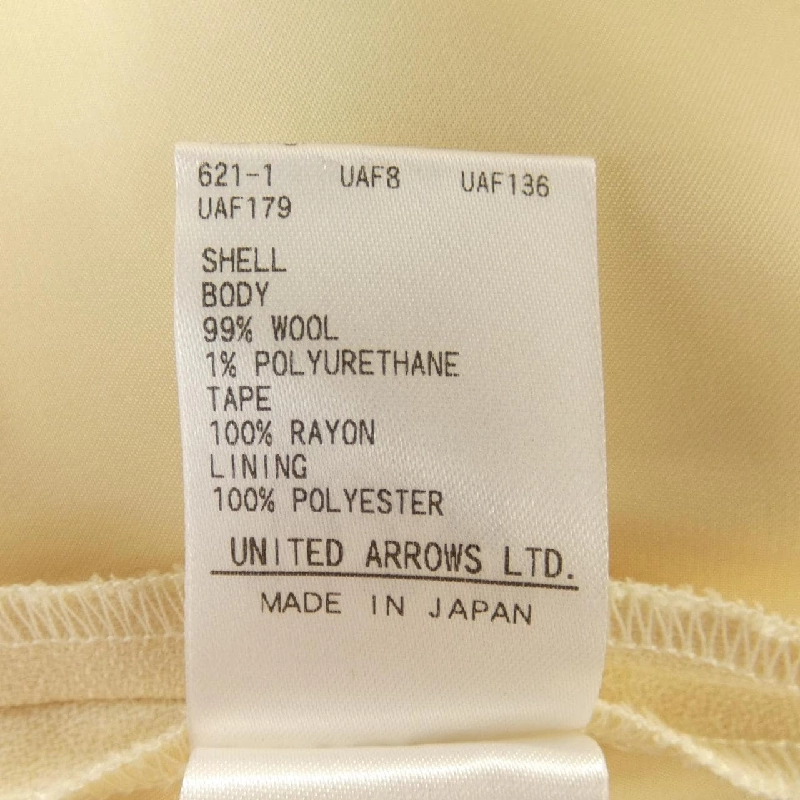 621-1 UAF8 UAF136
UAF179
SHELL
BODY
99% WOOL
1% POLYURETHANE
TAPE
100% RAYON
LINING
100% POLYESTER
UNITED ARROWS LTD.
MADE IN JAPAN